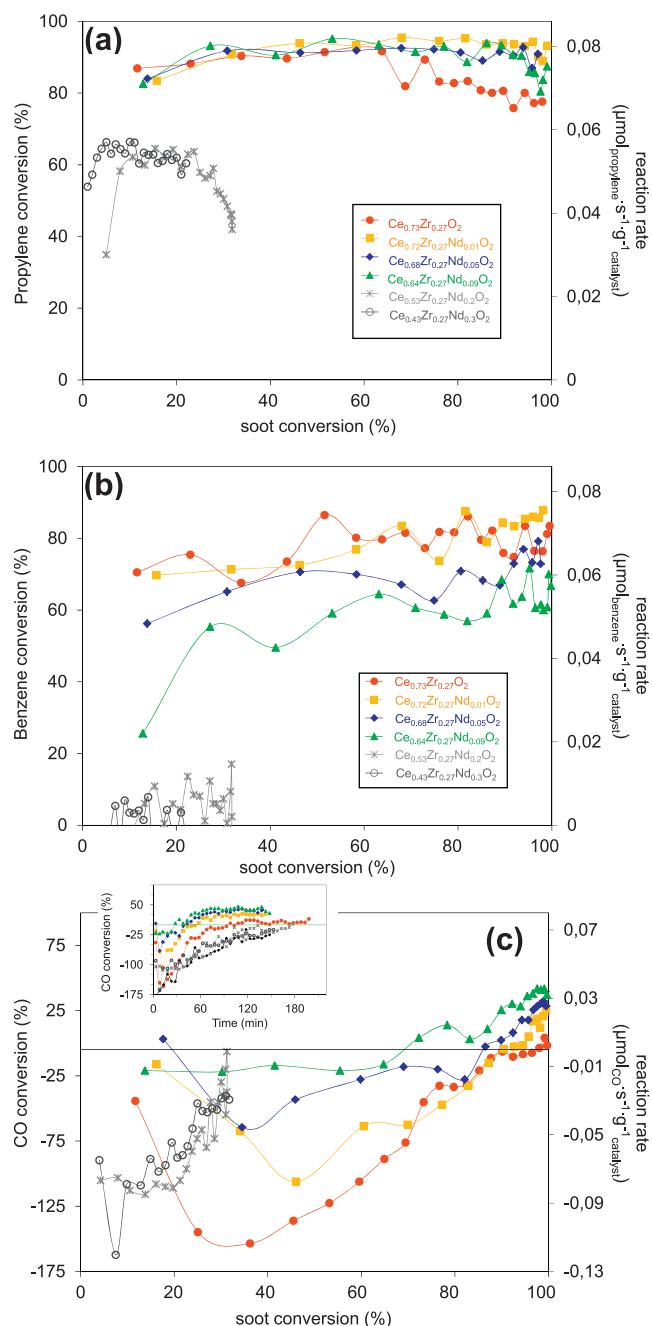 (a)
Propylene conversion (%)
100
80
60
40
20
0
0,08
0,06
0,04
0,02
0
reaction rate
(µmolpropylene·s-1·g-1 catalyst)
Ce0.73Zr0.27O2
Ce0.72Zr0.27Nd0.01O2
Ce0.68Zr0.27Nd0.05O2
Ce0.64Zr0.27Nd0.09O2
Ce0.53Zr0.27Nd0.2O2
Ce0.43Zr0.27Nd0.3O2
0 20 40 60 80 100
soot conversion (%)
(b)
Benzene conversion (%)
100
80
60
40
20
0
0,08
0,06
0,04
0,02
0
reaction rate
(µmolbenzene·s-1·g-1 catalyst)
Ce0.73Zr0.27O2
Ce0.72Zr0.27Nd0.01O2
Ce0.68Zr0.27Nd0.05O2
Ce0.64Zr0.27Nd0.09O2
Ce0.53Zr0.27Nd0.2O2
Ce0.43Zr0.27Nd0.3O2
0 20 40 60 80 100
soot conversion (%)
CO conversion (%)
50
-25
-100
-175
0 60 120 180
Time (min)
(c)
CO conversion (%)
75
25
-25
-75
-125
-175
0,07
0,03
-0,01
-0,05
-0,09
-0,13
reaction rate
(µmolCO·s-1·g-1 catalyst)
0 20 40 60 80 100
soot conversion (%)